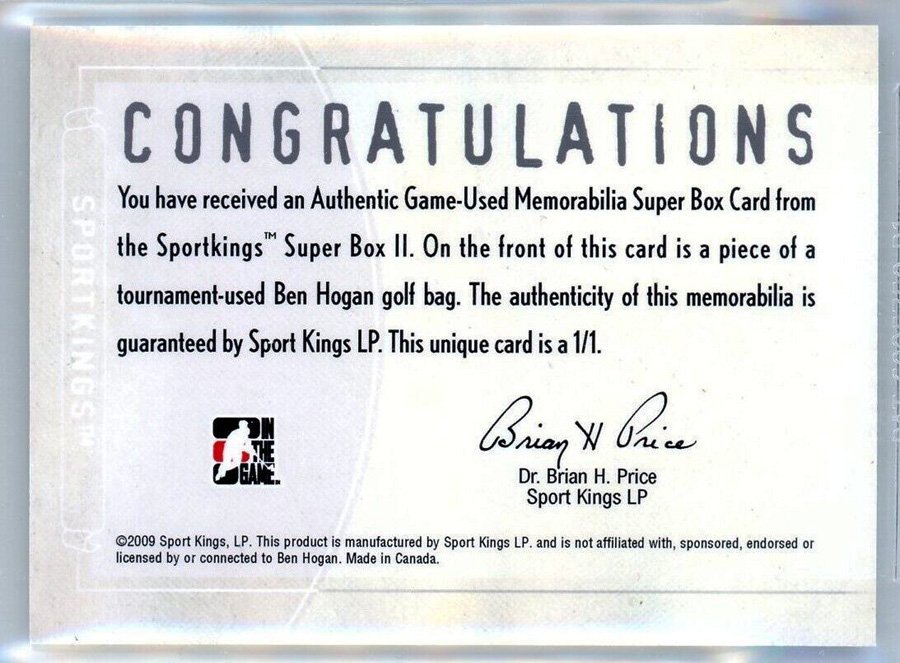 CONGRATULATIONS
You have received an Authentic Game-Used Memorabilia Super Box Card from
the Sportkings™ Super Box II. On the front of this card is a piece of a
tournament-used Ben Hogan golf bag. The authenticity of this memorabilia is
guaranteed by Sport Kings LP. This unique card is a 1/1.
SPORTKINGS
ON
THE
GAME.
Brian H Price
Dr. Brian H. Price
Sport Kings LP
©2009 Sport Kings, LP. This product is manufactured by Sport Kings LP. and is not affiliated with, sponsored, endorsed or
licensed by or connected to Ben Hogan. Made in Canada.